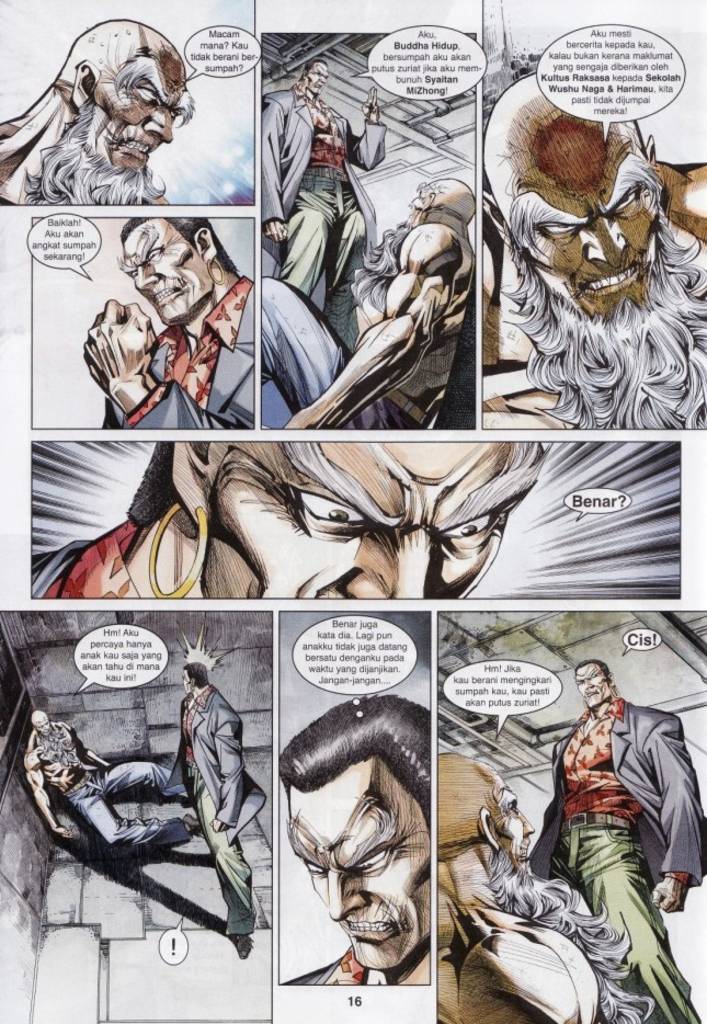 Macam
mana? Kau
tidak berani ber-
sumpah?
Baiklah!
Aku akan
angkat sumpah
sekarang!
Aku,
Buddha Hidup,
bersumpah aku akan
putus zuriat jika aku mem-
bunuh Syaitan
MiZhong!
Aku mesti
bercerita kepada kau,
kalau bukan kerana maklumat
yang sengaja diberikan oleh
Kultus Raksasa kepada Sekolah
Wushu Naga & Harimau, kita
pasti tidak dijumpai
mereka!
Benar?
Hm! Aku
percaya hanya
anak kau saja yang
akan tahu di mana
kau ini!
!
Benar juga
kata dia. Lagi pun
anakku tidak juga datang
bersatu denganku pada
waktu yang dijanjikan.
Jangan-jangan....
Cis!
Hm! Jika
kau berani mengingkari
sumpah kau, kau pasti
akan putus zuriat!
16